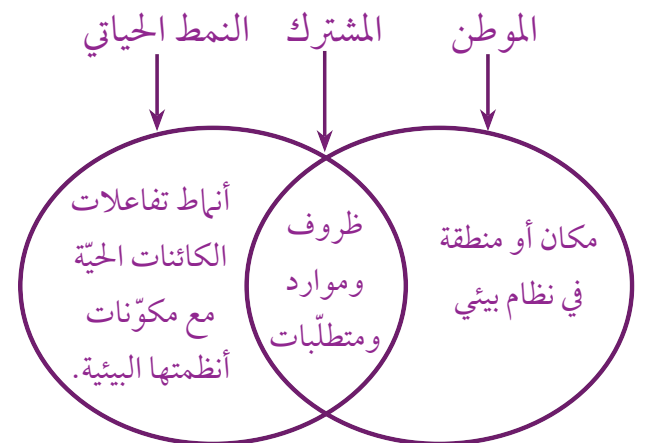 الموطن
المشترك
النمط الحياتي
مكان أو منطقة
في نظام بيئي
ظروف
وموارد
ومتطلّبات
أنماط تفاعلات
الكائنات الحيّة
مع مكوّنات
أنظمتها البيئية.